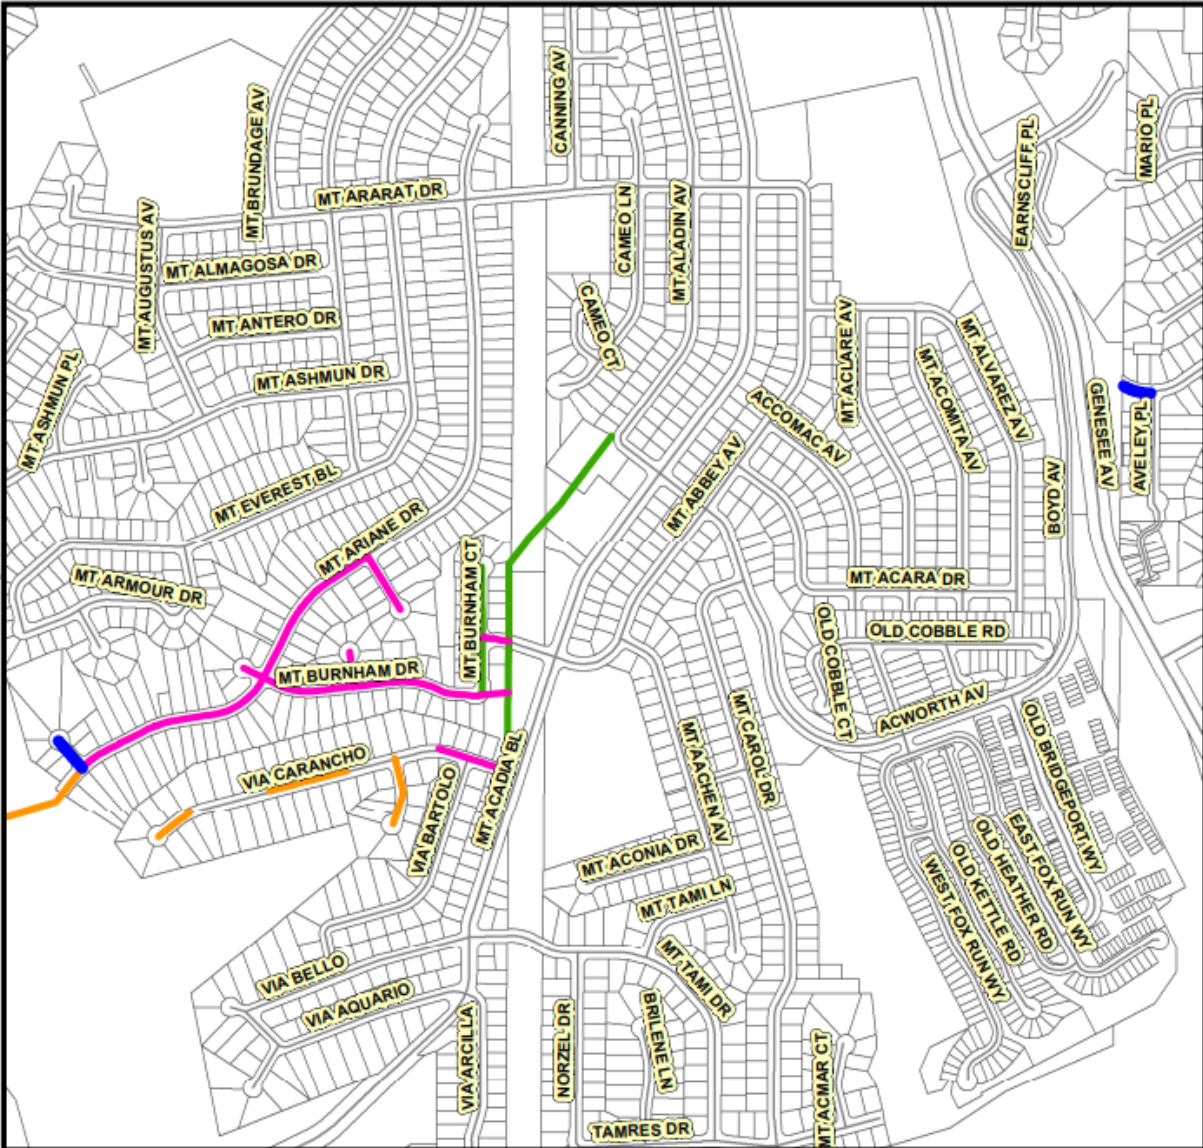 CANNING AV
MT BRUNDAGE AV
MARIO PL
EARNSCLIFF PL
MT ARARAT DR
CAMEO LN
MT ALADIN AV
MT AUGUSTUS AV
MT ALMAGOSA DR
MT ANTERO DR
CAMEO CT
MT ACLARE AV
MT ALVAREZ AV
MT ASHMUN DR
MT ASHMUN PL
MT ACOMITA AV
ACCOMAC AV
GENESEE AV
AVELEY PL
MT ABBEY AV
MT EVEREST BL
BOYD AV
MT ARIANE DR
MT ARMOUR DR
MT BURNHAM CT
MT ACARA DR
OLD COBBLE RD
OLD COBBLE CT
MT BURNHAM DR
ACWORTH AV
MT CAROL DR
MT AACHEN AV
OLD BRIDGEPORT WY
VIA CARANCHO
MT ACADIA BL
VIA BARTOLO
MT ACONIA DR
EAST FOX RUN WY
OLD HEATHER RD
OLD KETTLE RD
WEST FOX RUN WY
MT TAMI LN
MT TAMI DR
VIA BELLO
VIA AQUARIO
VIA ARCILLA
NORZEL DR
BRILENE LN
MT ACMAR CT
TAMRES DR